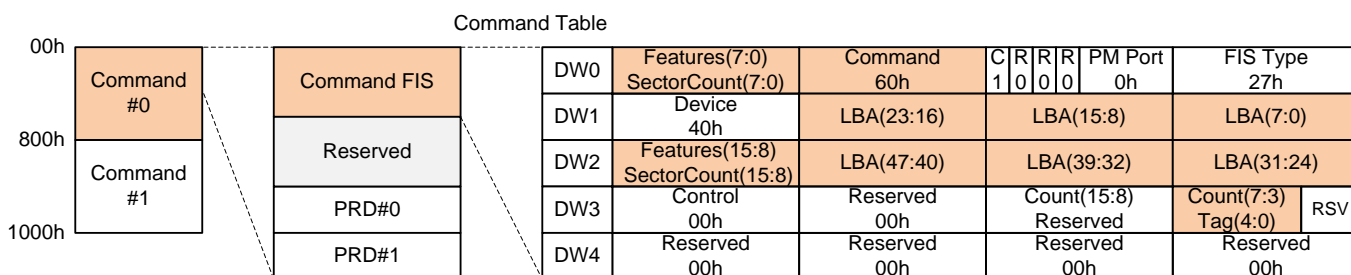 Command Table
00h
Command
#0
800h
Command
#1
1000h
Command FIS
Reserved
PRD#0
PRD#1
DW0
Features(7:0)
SectorCount(7:0)
Command
60h
C R R R
1 0 0 0
PM Port
0h
FIS Type
27h
DW1
Device
40h
LBA(23:16)
LBA(15:8)
LBA(7:0)
DW2
Features(15:8)
SectorCount(15:8)
LBA(47:40)
LBA(39:32)
LBA(31:24)
DW3
Control
00h
Reserved
00h
Count(15:8)
Reserved
Count(7:3)
Tag(4:0)
RSV
DW4
Reserved
00h
Reserved
00h
Reserved
00h
Reserved
00h